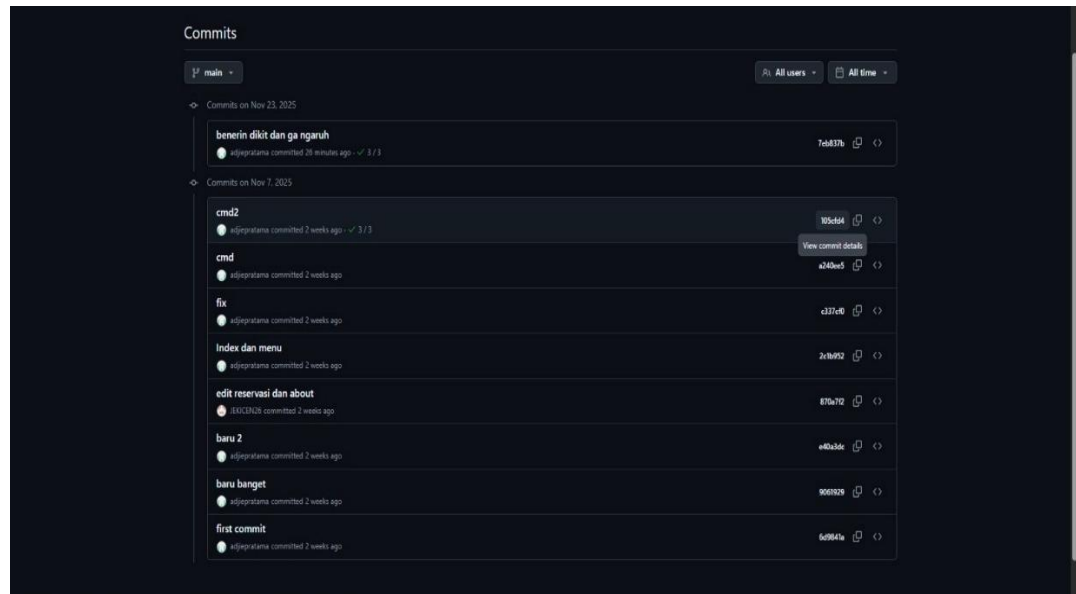 Commits
main
All users
All time
Commits on Nov 23, 2025
benerin dikit dan ga ngaruh
7eb837b
adjiepratama committed 26 minutes ago · ✓ 3 / 3
Commits on Nov 7, 2025
cmd2
105cfd4
adjiepratama committed 2 weeks ago · ✓ 3 / 3
View commit details
cmd
a240ee5
adjiepratama committed 2 weeks ago
fix
c337cf0
adjiepratama committed 2 weeks ago
Index dan menu
2c1b952
adjiepratama committed 2 weeks ago
edit reservasi dan about
870a7f2
committed 2 weeks ago
baru 2
e40a3dc
adjiepratama committed 2 weeks ago
baru banget
9061929
adjiepratama committed 2 weeks ago
first commit
6d9841a
adjiepratama committed 2 weeks ago